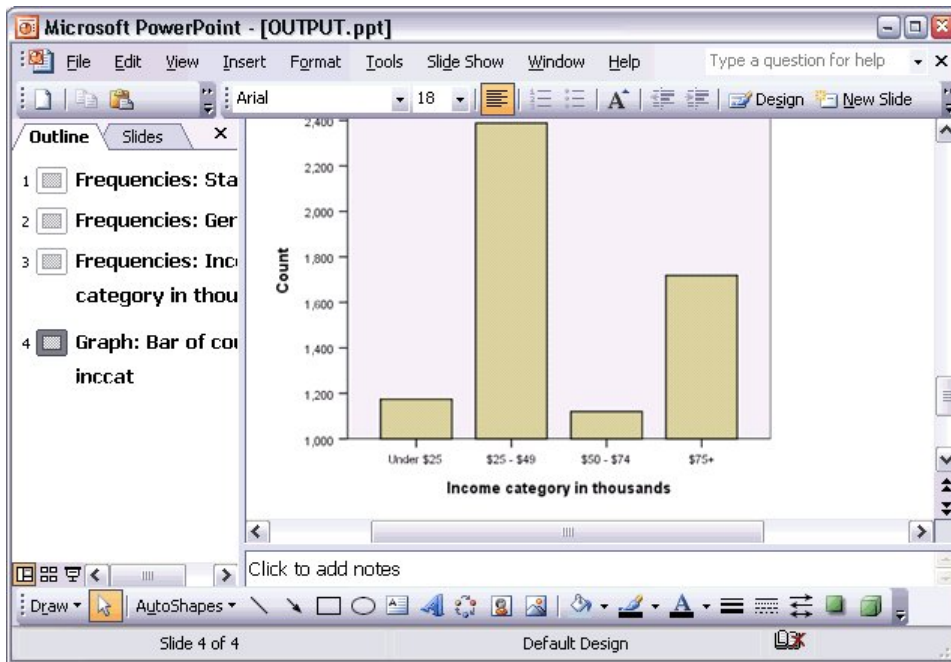 Microsoft PowerPoint - [OUTPUT.ppt]
File Edit View Insert Format Tools Slide Show Window Help Type a question for help
Arial 18 Design New Slide
Outline Slides
1 Frequencies: Sta
2 Frequencies: Ger
3 Frequencies: Inc
category in thou
4 Graph: Bar of cou
inccat
2,400
2,200
2,000
1,800
1,600
1,400
1,200
1,000
Count
Under $25 $25 - $49 $50 - $74 $75+
Income category in thousands
Click to add notes
Draw AutoShapes
Slide 4 of 4 Default Design